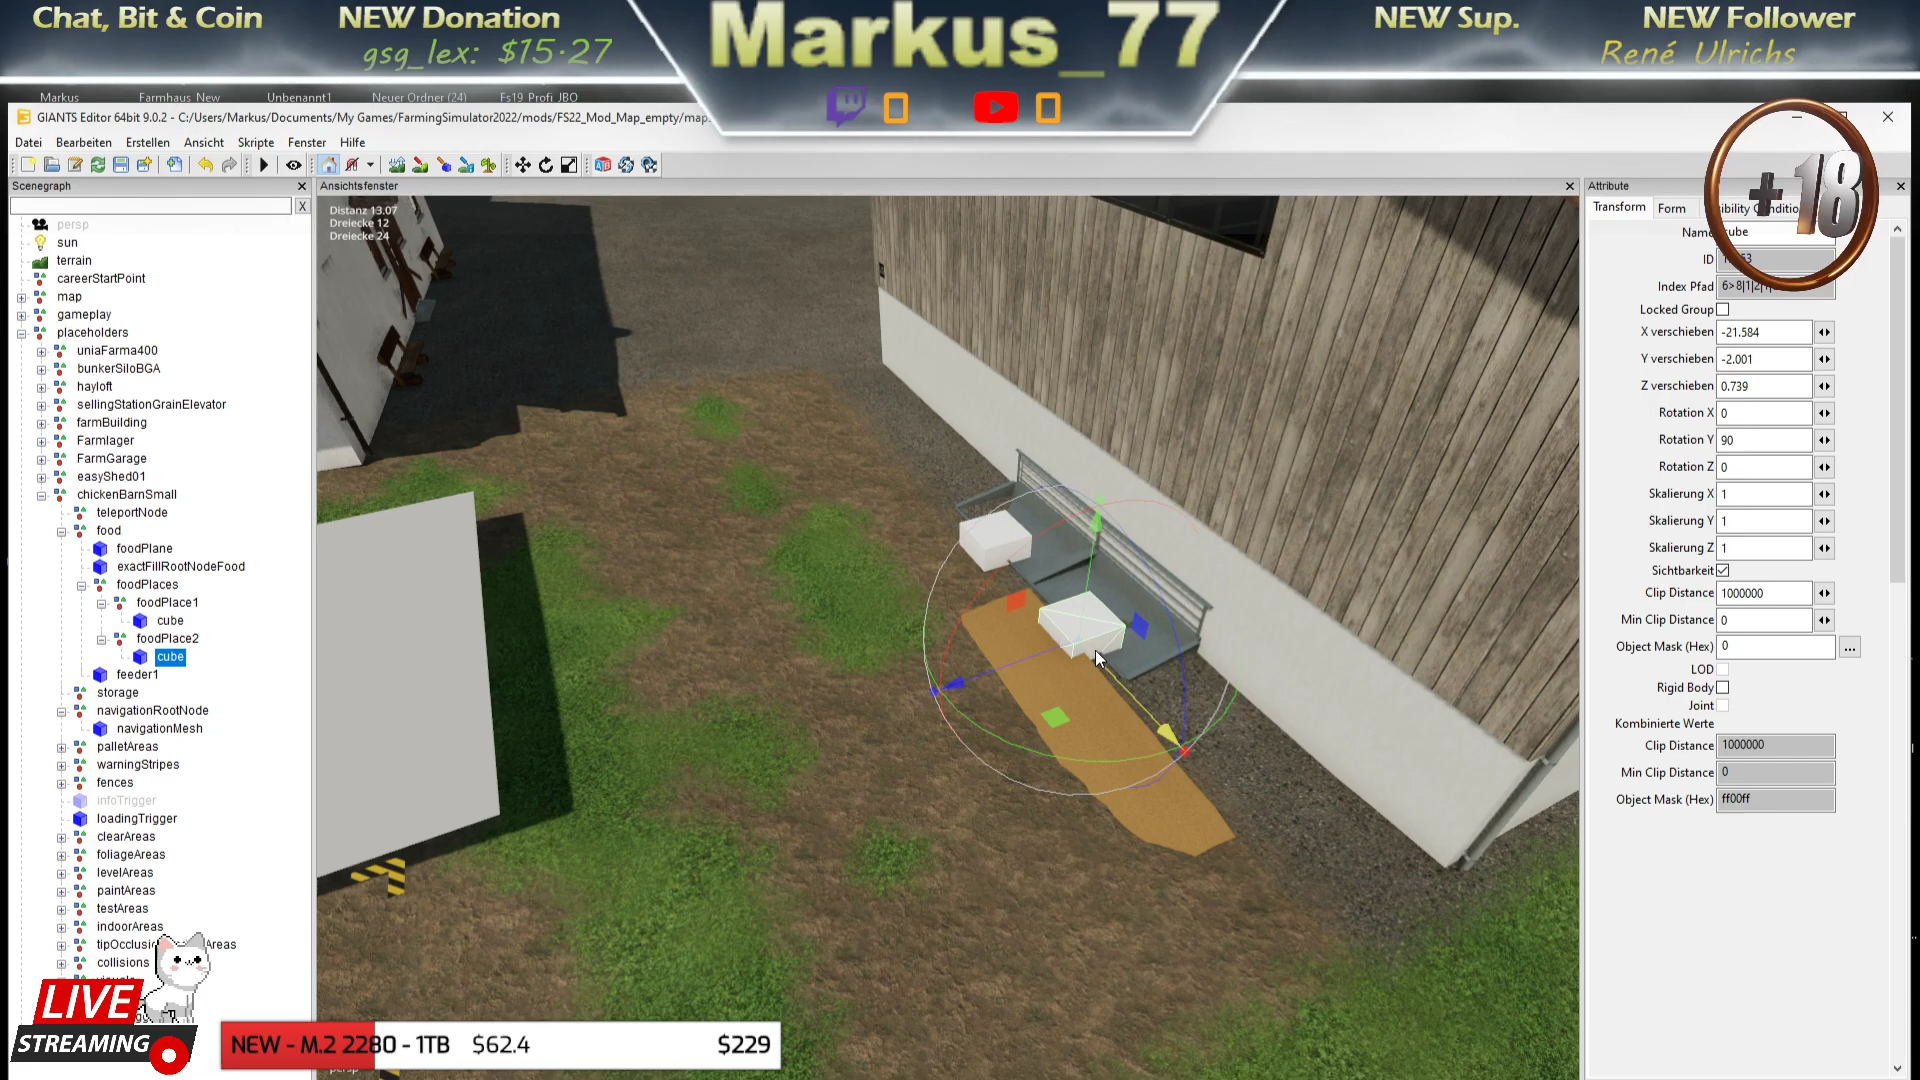 Chat, Bit & Coin
NEW Donation
gsg_lex: $15.27
Markus_77
NEW Sup.
NEW Follower
René Ulrichs
Markus
Farmhaus_New
Unbenannt1
Neuer Ordner (24)
Fs19 Profi JBO
GIANTS Editor 64bit 9.0.2 - C:/Users/Markus/Documents/My Games/FarmingSimulator2022/mods/FS22_Mod_Map_empty/map
+18
Datei
Bearbeiten
Erstellen
Ansicht
Skripte
Fenster
Hilfe
Scenegraph
X
persp
sun
terrain
careerStartPoint
map
gameplay
placeholders
uniaFarma400
bunkerSiloBGA
hayloft
sellingStationGrainElevator
farmBuilding
Farmlager
FarmGarage
easyShed01
chickenBarnSmall
teleportNode
food
foodPlane
exactFillRootNodeFood
foodPlaces
foodPlace1
cube
foodPlace2
cube
feeder1
storage
navigationRootNode
navigationMesh
palletAreas
warningStripes
fences
infoTrigger
loadingTrigger
clearAreas
foliageAreas
levelAreas
paintAreas
testAreas
indoorAreas
Areas
collisions
Ansichtsfenster
Distanz 13.07
Dreiecke 12
Dreiecke 24
persp
Attribute
Transform
Form
Name
ID
Index Pfad 6>8|1|2|
Locked Group
X verschieben -21.584
Y verschieben -2.001
Z verschieben 0.739
Rotation X 0
Rotation Y 90
Rotation Z 0
Skalierung X 1
Skalierung Y 1
Skalierung Z 1
Sichtbarkeit
Clip Distance 1000000
Min Clip Distance 0
Object Mask (Hex) 0 ...
LOD
Rigid Body
Joint
Kombinierte Werte
Clip Distance 1000000
Min Clip Distance 0
Object Mask (Hex) ff00ff
LIVE
STREAMING
NEW - M.2 2280 - 1TB $62.4 $229